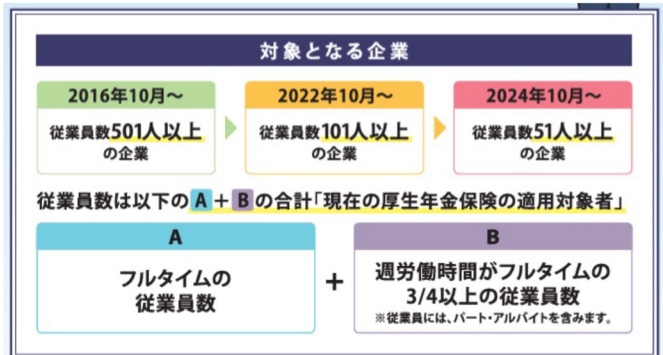 対象となる企業
2016年10月～
従業員数501人以上
の企業
2022年10月～
従業員数101人以上
の企業
2024年10月～
従業員数51人以上
の企業
従業員数は以下のA＋Bの合計「現在の厚生年金保険の適用対象者」
A
フルタイムの
従業員数
＋
B
週労働時間がフルタイムの
3/4以上の従業員数
※従業員には、パート・アルバイトを含みます。